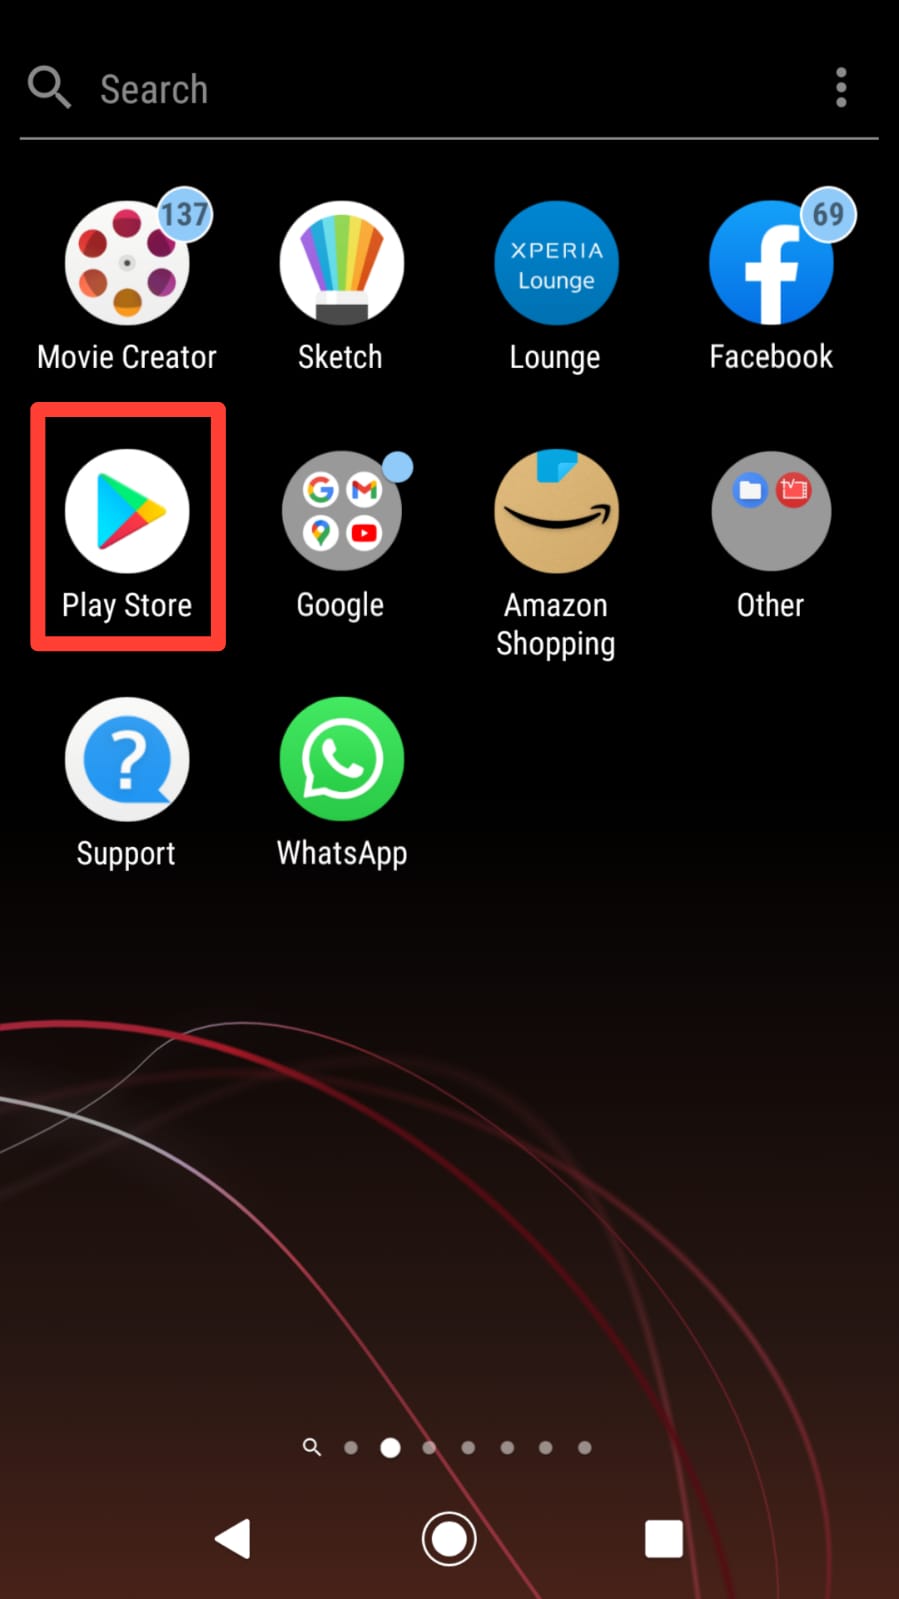 Search
137
69
XPERIA
Lounge
Movie Creator
Sketch
Lounge
Facebook
Play Store
Google
Amazon
Shopping
Other
?
Support
WhatsApp